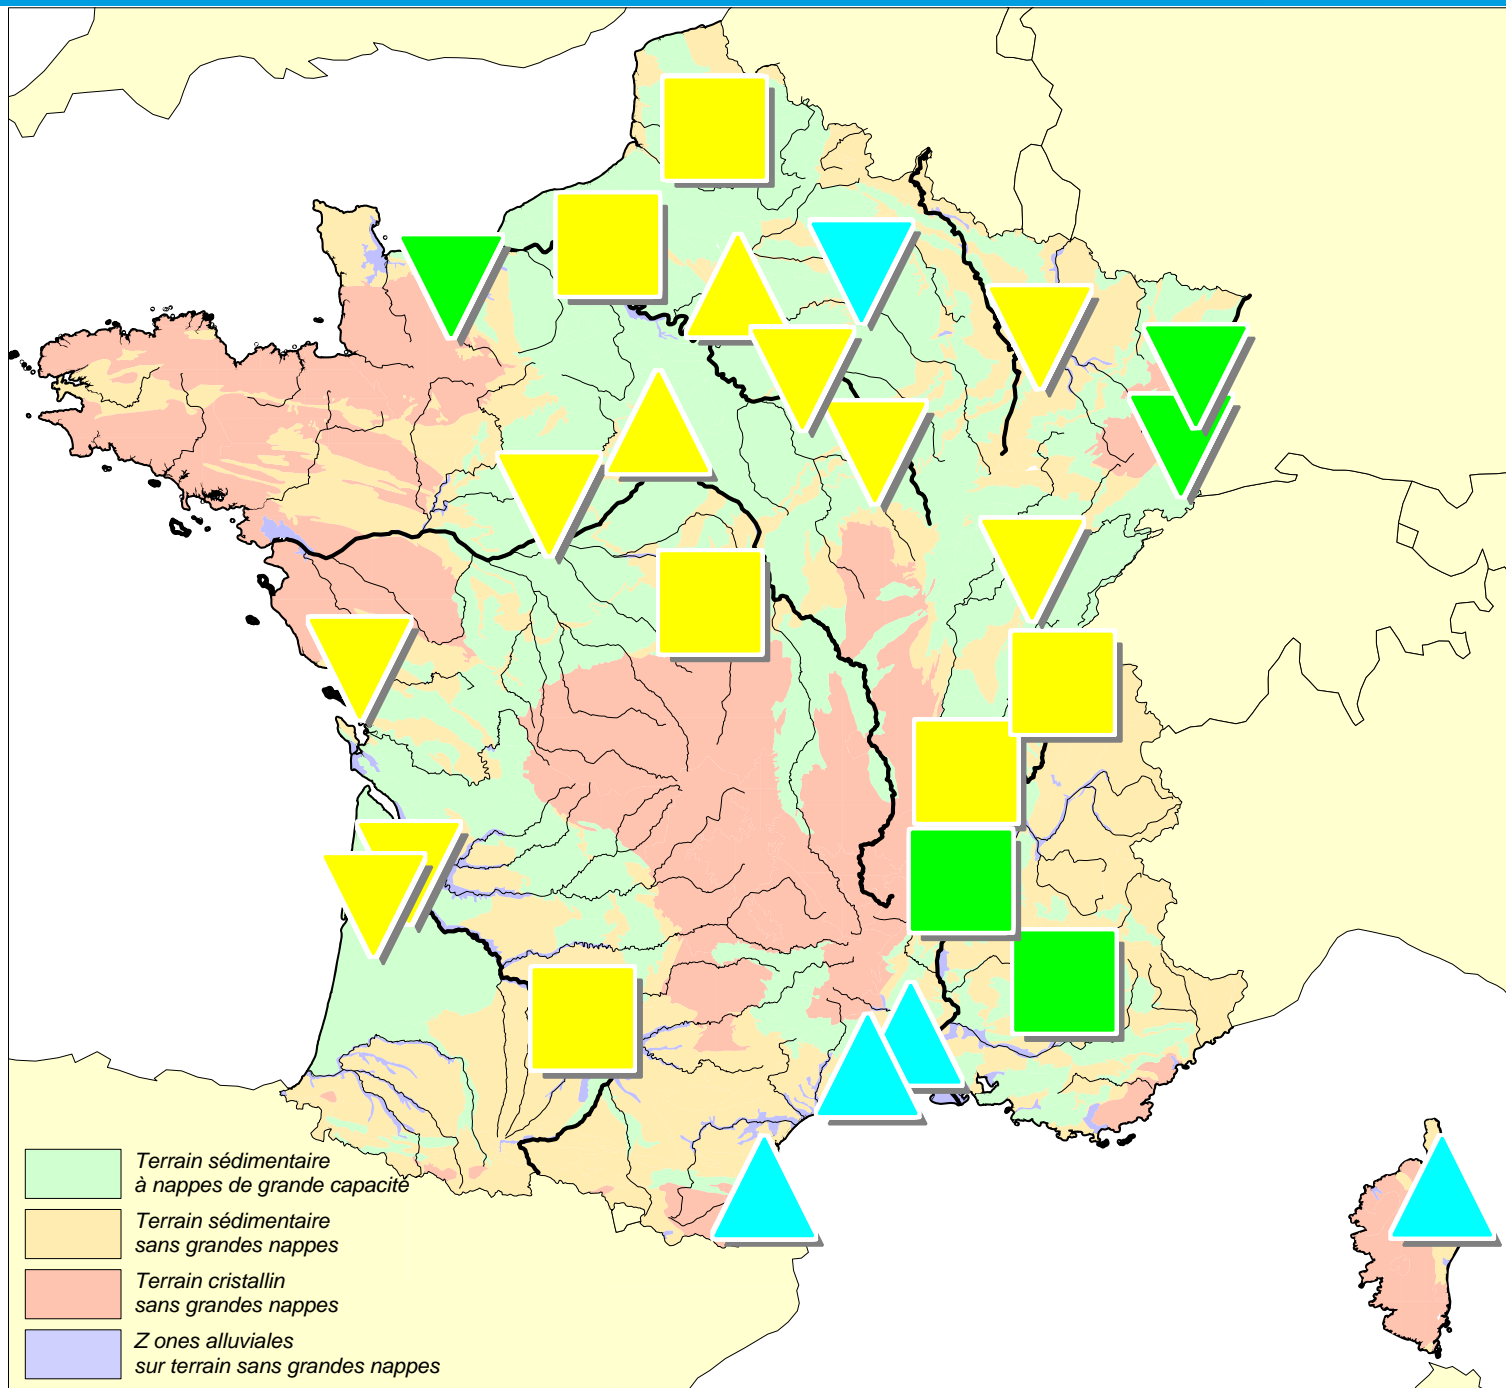 Terrain sédimentaire
à nappes de grande capacité
Terrain sédimentaire
sans grandes nappes
Terrain cristallin
sans grandes nappes
Z ones alluviales
sur terrain sans grandes nappes